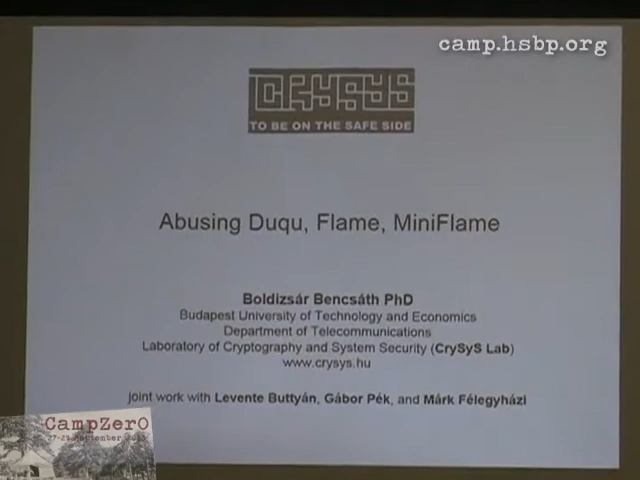 camp.hsbp.org
CRYSYS
TO BE ON THE SAFE SIDE
Abusing Duqu, Flame, MiniFlame
Boldizsár Bencsáth PhD
Budapest University of Technology and Economics
Department of Telecommunications
Laboratory of Cryptography and System Security (CrySyS Lab)
www.crysys.hu
joint work with Levente Buttyán, Gábor Pék, and Márk Félegyházi
CampZer0
September